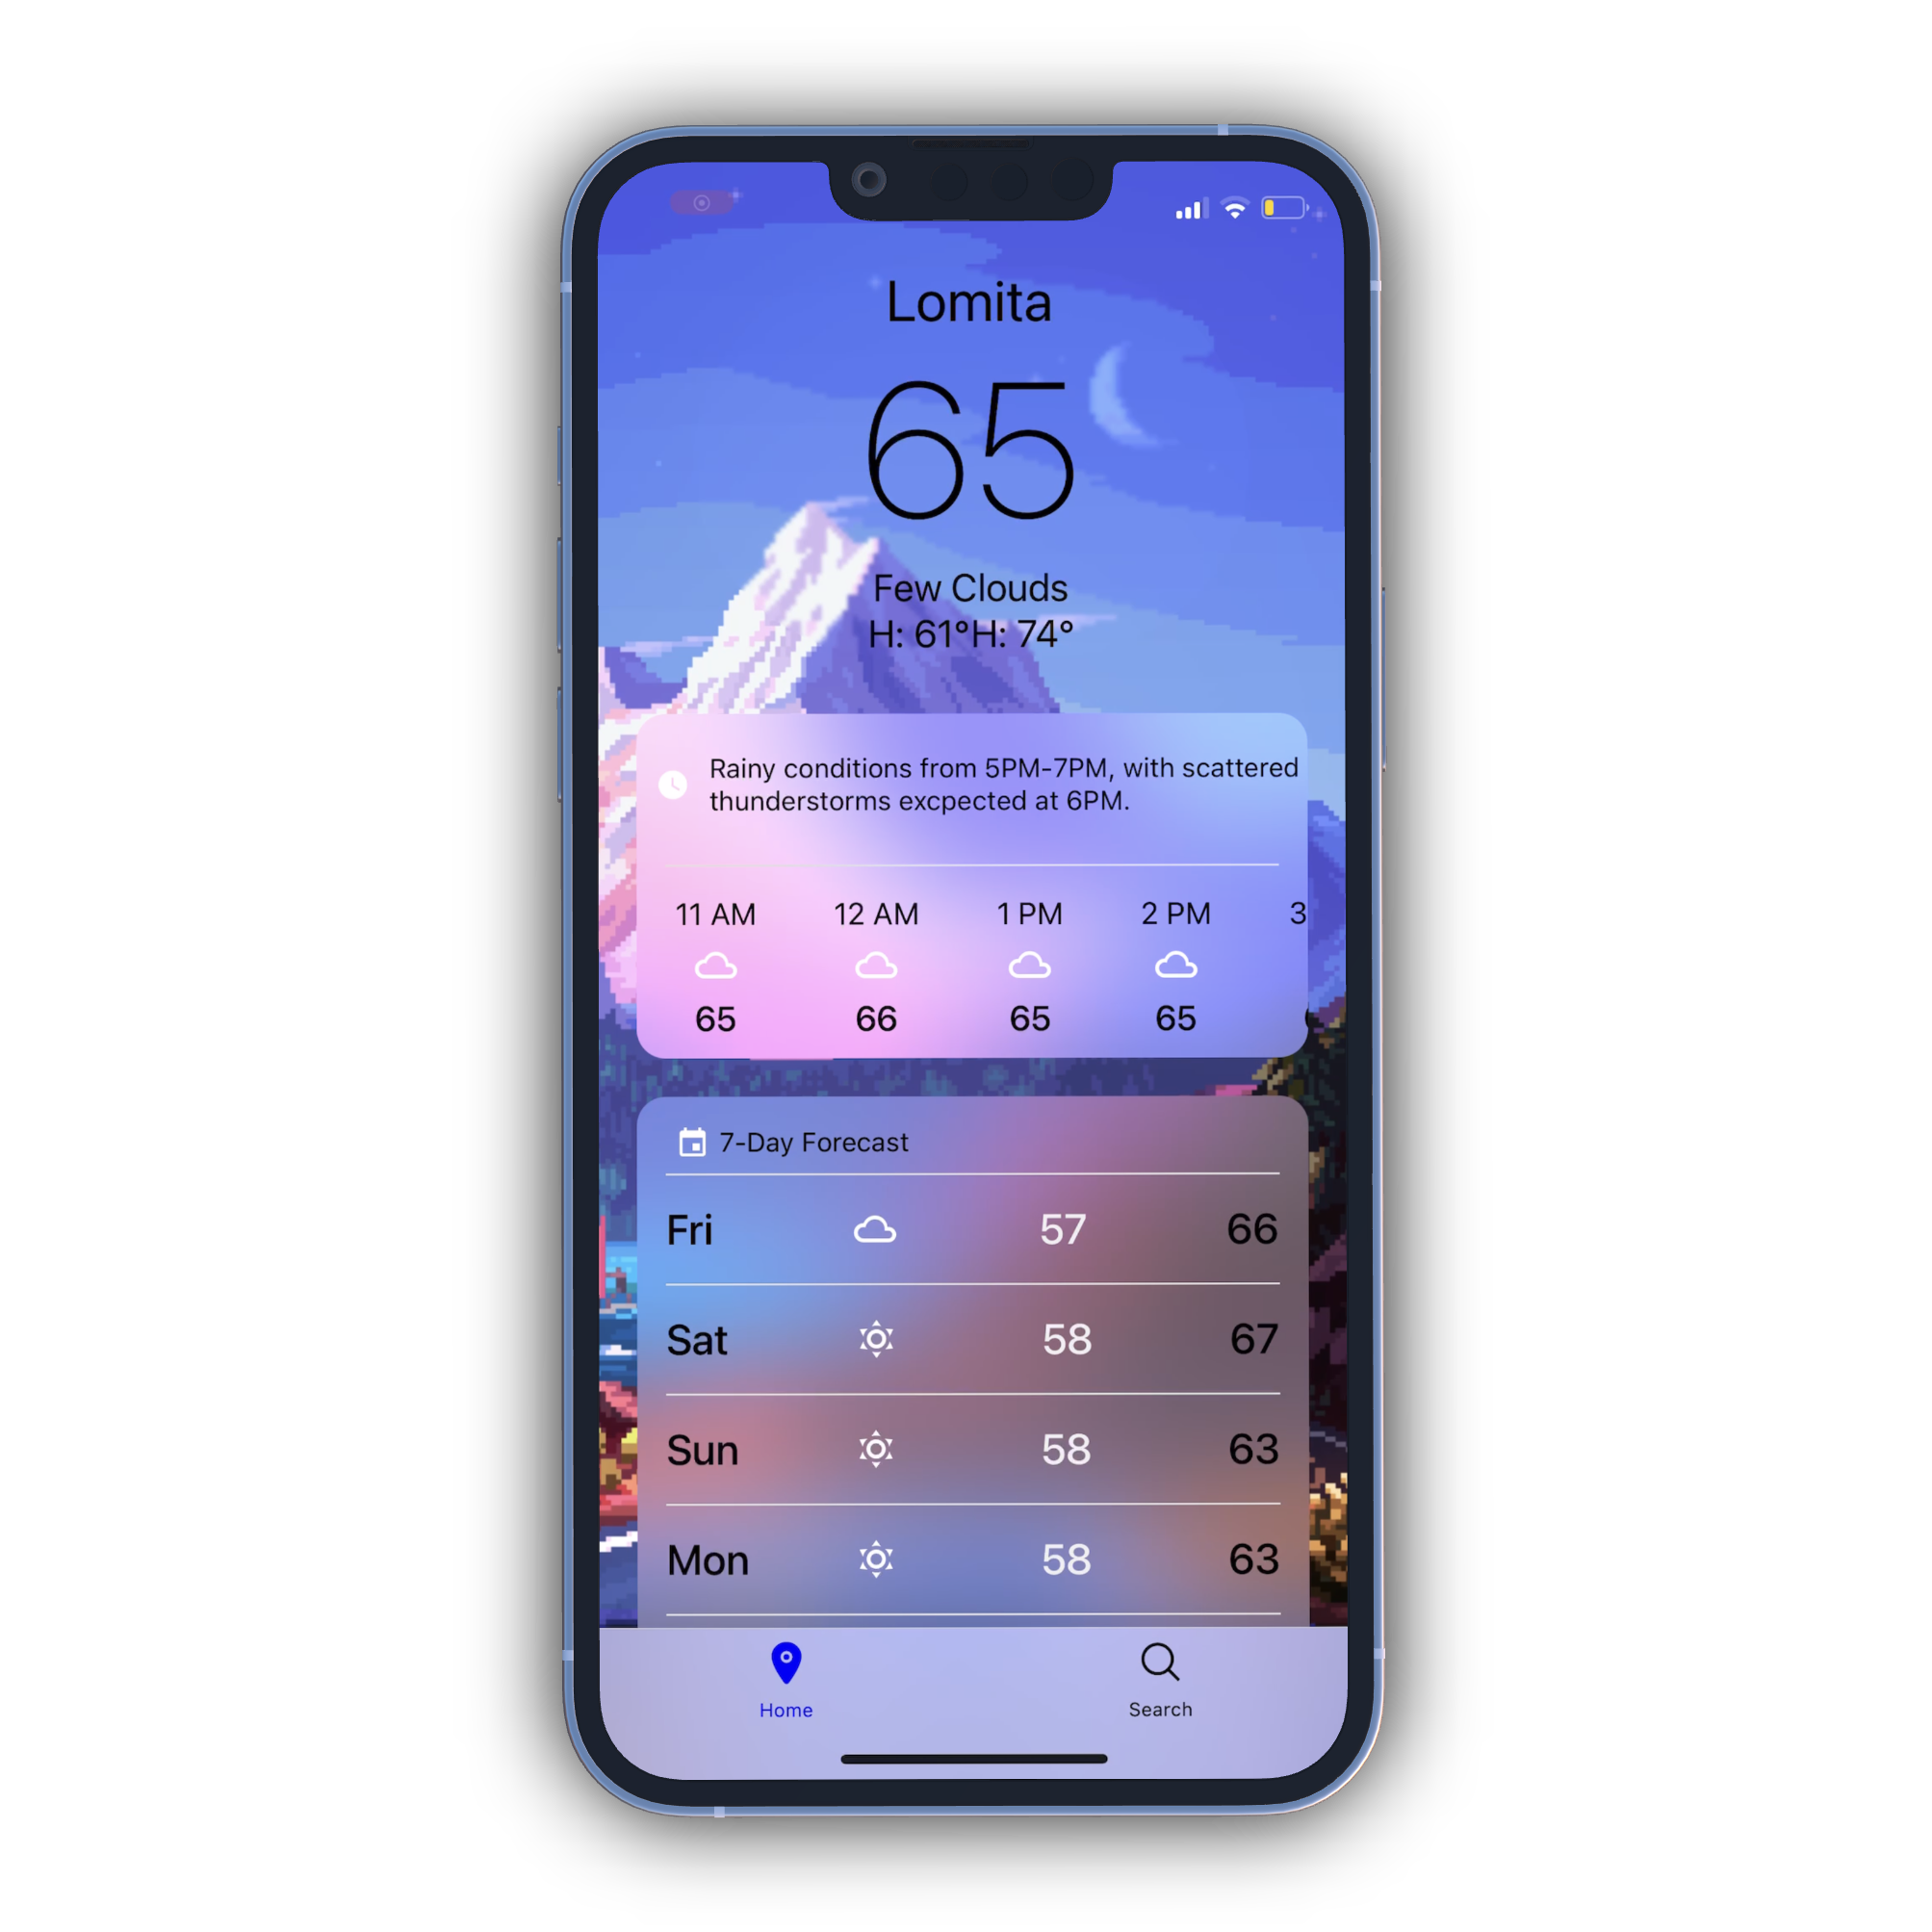 Lomita
65
Few Clouds
H: 61°H: 74°
Rainy conditions from 5PM-7PM, with scattered
thunderstorms excpected at 6PM.
11 AM 12 AM 1 PM 2 PM 3
65 66 65 65
7-Day Forecast
Fri 57 66
Sat 58 67
Sun 58 63
Mon 58 63
Home Search